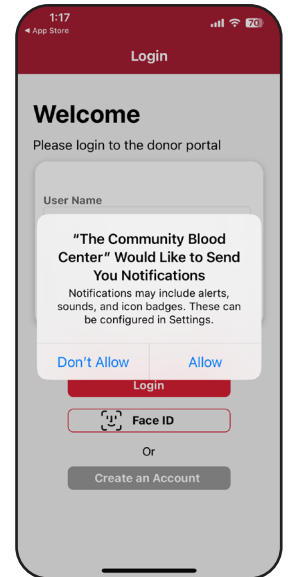 1:17
70
◀ App Store
Login
Welcome
Please login to the donor portal
User Name
“The Community Blood
Center” Would Like to Send
You Notifications
Notifications may include alerts,
sounds, and icon badges. These can
be configured in Settings.
Don’t Allow
Allow
Login
Face ID
Or
Create an Account